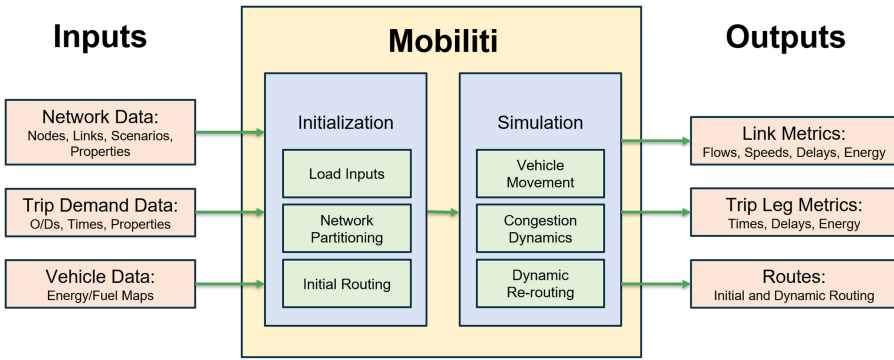 Inputs
Mobiliti
Outputs
Network Data:
Nodes, Links, Scenarios,
Properties
Trip Demand Data:
O/Ds, Times, Properties
Vehicle Data:
Energy/Fuel Maps
Initialization
Load Inputs
Network
Partitioning
Initial Routing
Simulation
Vehicle
Movement
Congestion
Dynamics
Dynamic
Re-routing
Link Metrics:
Flows, Speeds, Delays, Energy
Trip Leg Metrics:
Times, Delays, Energy
Routes:
Initial and Dynamic Routing